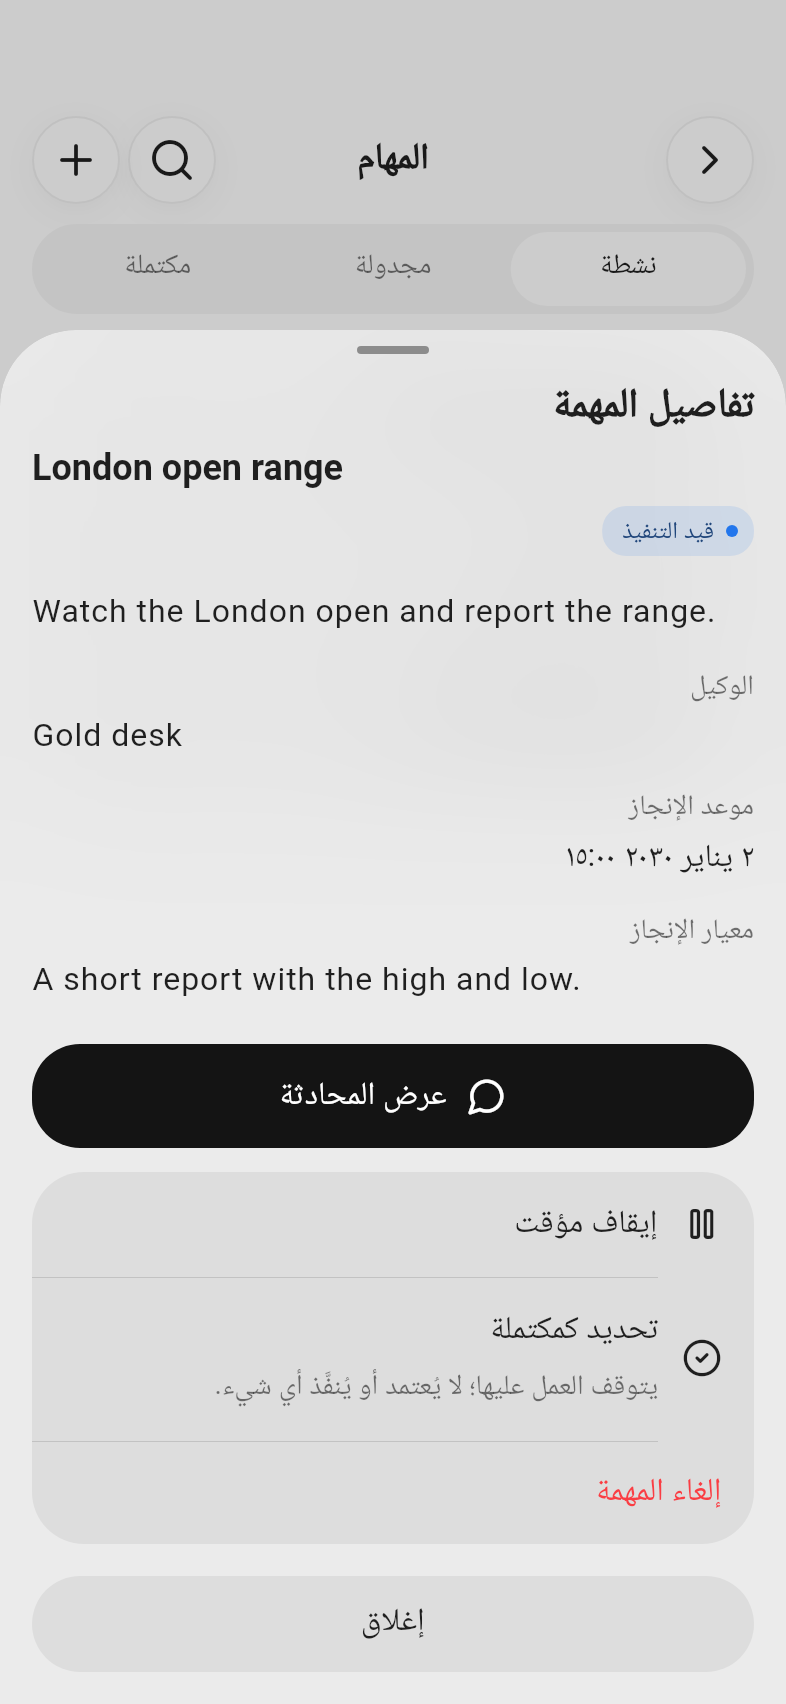 المهام
نشطة
مجدولة
مكتملة
تفاصيل المهمة
London open range
قيد التنفيذ
Watch the London open and report the range.
الوكيل
Gold desk
موعد الإنجاز
٢ يناير ٢٠٣٠ ١٥:٠٠
معيار الإنجاز
A short report with the high and low.
عرض المحادثة
إيقاف مؤقت
تحديد كمكتملة
يتوقف العمل عليها؛ لا يُعتمد أو يُنفَّذ أي شيء.
إلغاء المهمة
إغلاق